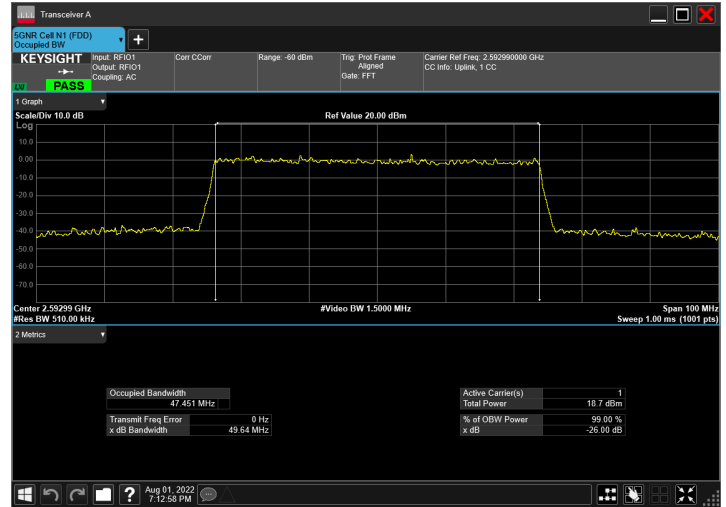 Transceiver A
5GNR Cell N1 (FDD)
Occupied BW
KEYSIGHT
LXI
PASS
Input: RFIO1
Output: RFIO1
Coupling: AC
Corr CCorr
Range: -60 dBm
Trig: Prot Frame
Aligned
Gate: FFT
Carrier Ref Freq: 2.592990000 GHz
CC Info: Uplink, 1 CC
1 Graph
Scale/Div 10.0 dB
Ref Value 20.00 dBm
Log
10.0
0.00
-10.0
-20.0
-30.0
-40.0
-50.0
-60.0
-70.0
Center 2.59299 GHz
#Video BW 1.5000 MHz
Span 100 MHz
#Res BW 510.00 kHz
Sweep 1.00 ms (1001 pts)
2 Metrics
Occupied Bandwidth
47.451 MHz
Transmit Freq Error 0 Hz
x dB Bandwidth 49.64 MHz
Active Carrier(s) 1
Total Power 18.7 dBm
% of OBW Power 99.00 %
x dB -26.00 dB
?
Aug 01, 2022
7:12:58 PM